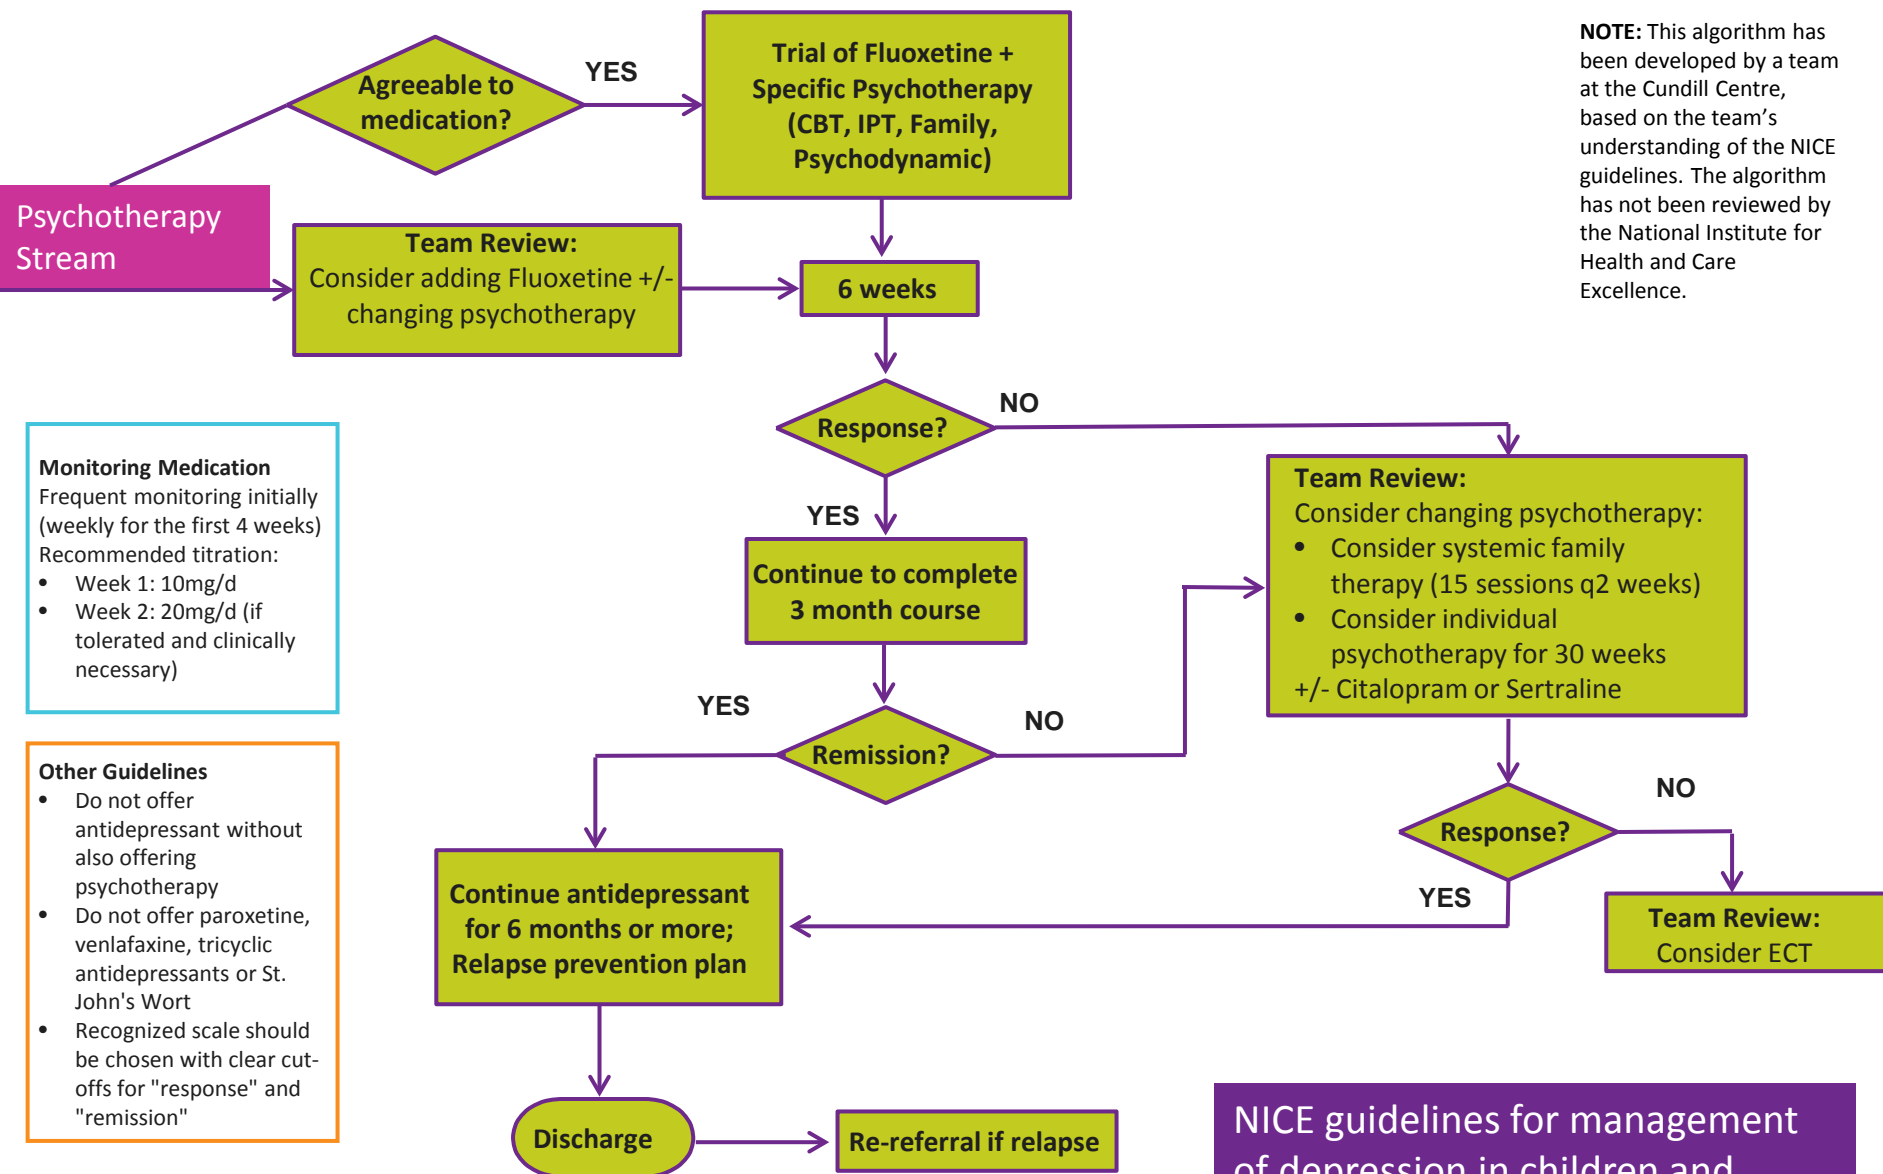 Agreeable to
medication?
YES
Trial of Fluoxetine +
Specific Psychotherapy
(CBT, IPT, Family,
Psychodynamic)
NOTE: This algorithm has
been developed by a team
at the Cundill Centre,
based on the team’s
understanding of the NICE
guidelines. The algorithm
has not been reviewed by
the National Institute for
Health and Care
Excellence.
Psychotherapy
Stream
Team Review:
Consider adding Fluoxetine +/-
changing psychotherapy
6 weeks
Response?
NO
YES
Monitoring Medication
Frequent monitoring initially
(weekly for the first 4 weeks)
Recommended titration:
• Week 1: 10mg/d
• Week 2: 20mg/d (if
tolerated and clinically
necessary)
Continue to complete
3 month course
Team Review:
Consider changing psychotherapy:
• Consider systemic family
therapy (15 sessions q2 weeks)
• Consider individual
psychotherapy for 30 weeks
+/- Citalopram or Sertraline
YES
Remission?
NO
Other Guidelines
• Do not offer
antidepressant without
also offering
psychotherapy
• Do not offer paroxetine,
venlafaxine, tricyclic
antidepressants or St.
John's Wort
• Recognized scale should
be chosen with clear cut-
offs for "response" and
"remission"
Response?
NO
YES
Continue antidepressant
for 6 months or more;
Relapse prevention plan
Team Review:
Consider ECT
Discharge
Re-referral if relapse
NICE guidelines for management
of depression in children and